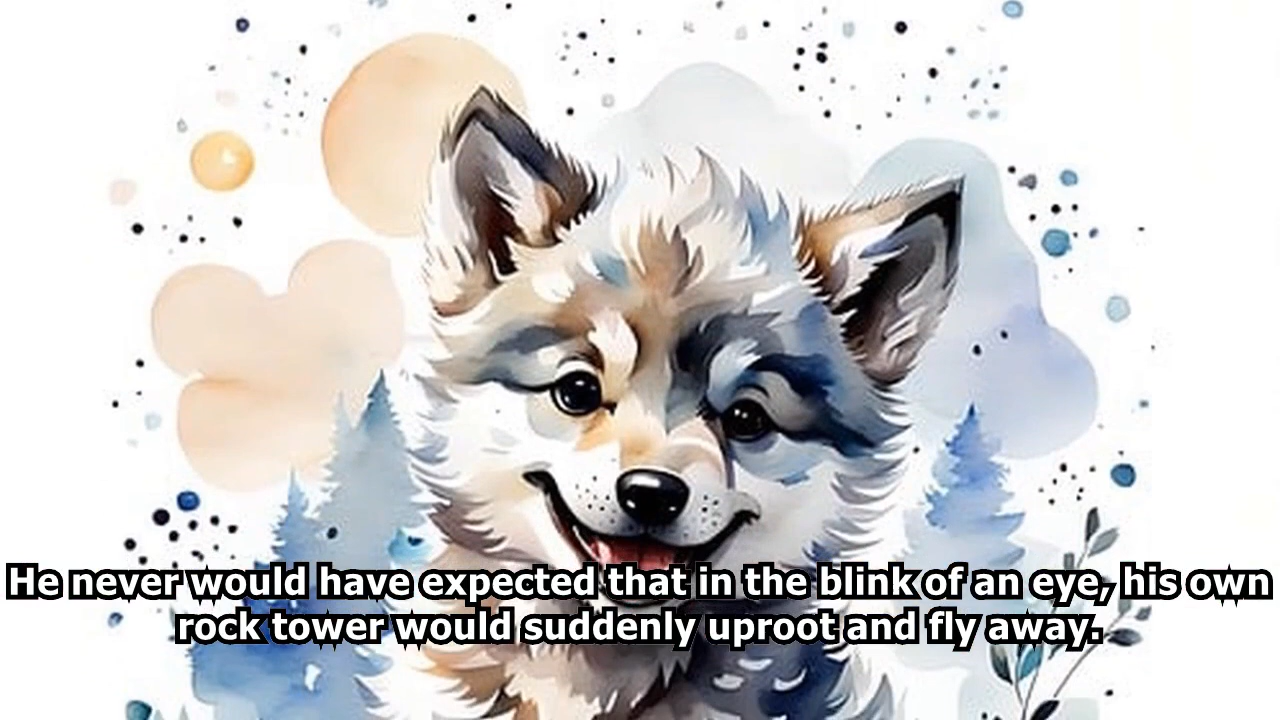 He never would have expected that in the blink of an eye, his own
rock tower would suddenly uproot and fly away.